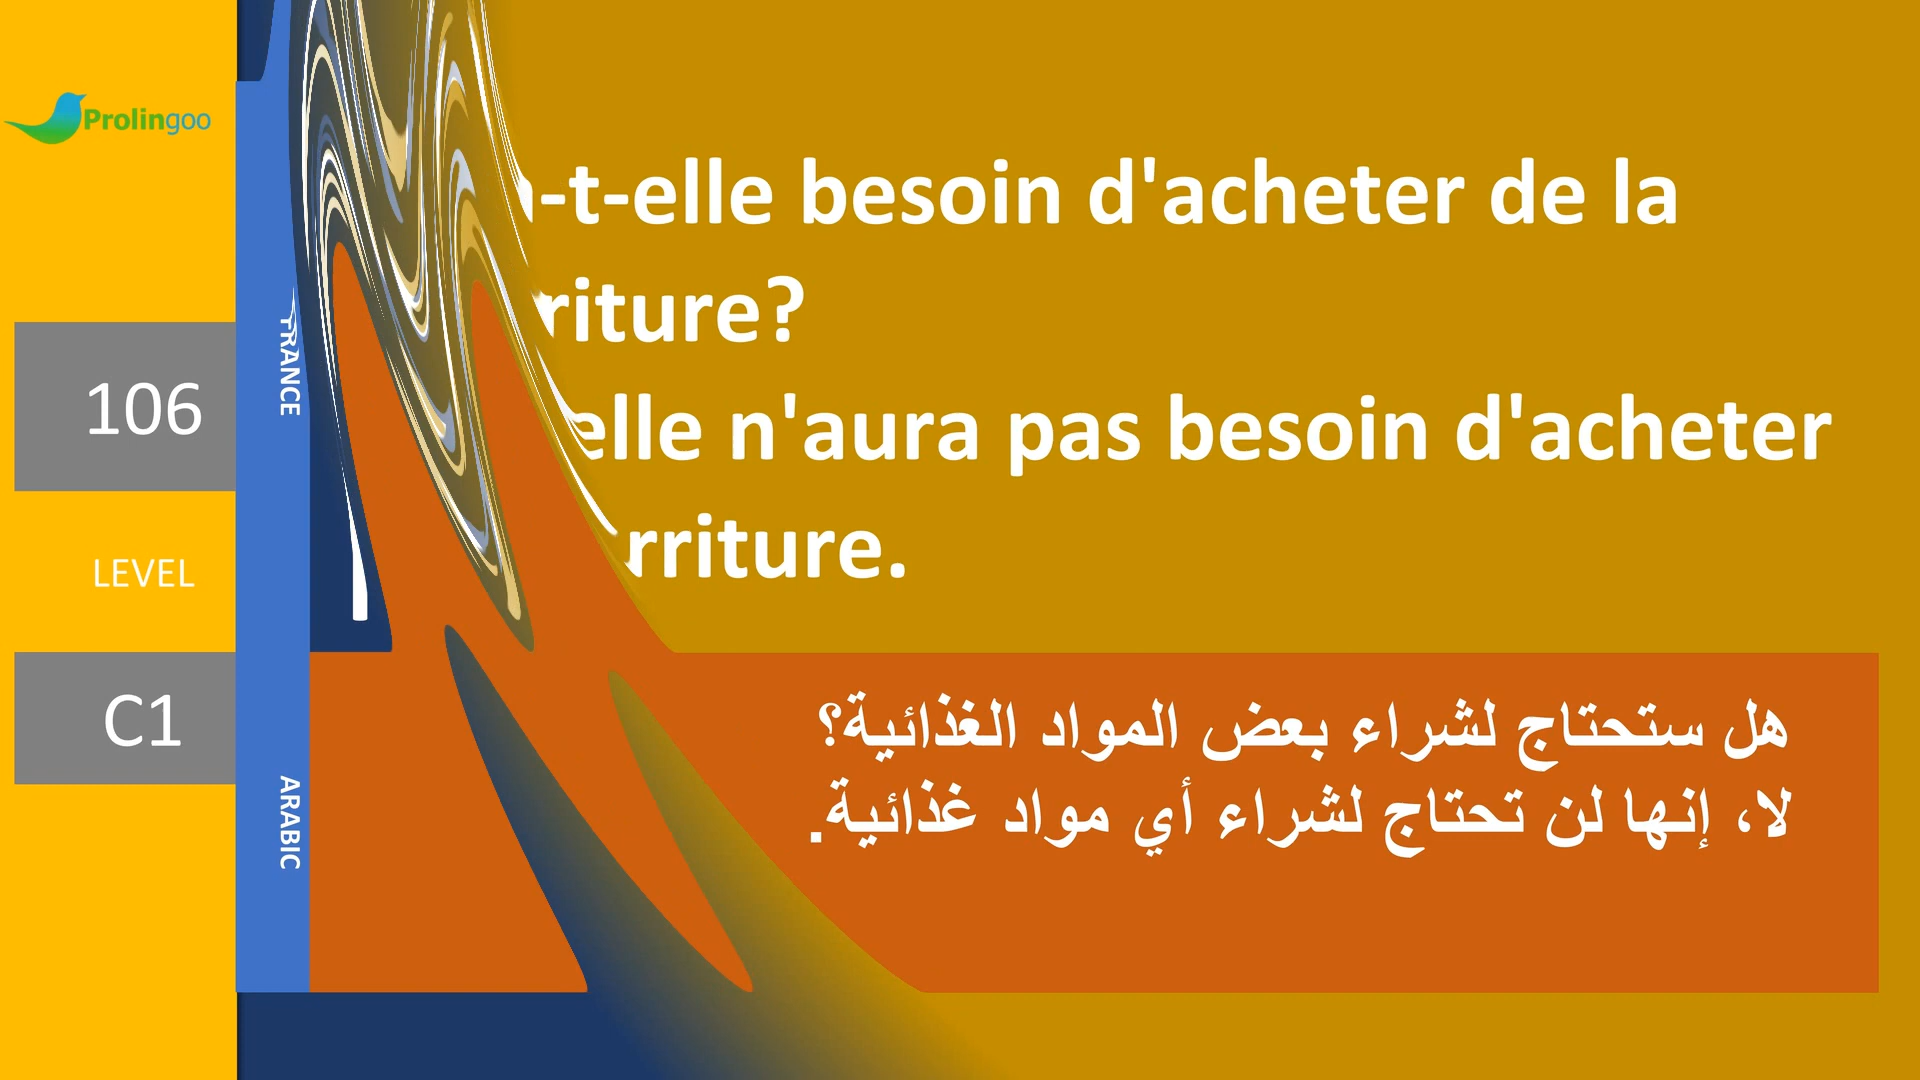 Prolingoo
106
LEVEL
C1
FRANCE
ARABIC
-t-elle besoin d'acheter de la
riture?
elle n'aura pas besoin d'acheter
rriture.
هل ستحتاج لشراء بعض المواد الغذائية؟
لا، إنها لن تحتاج لشراء أي مواد غذائية.